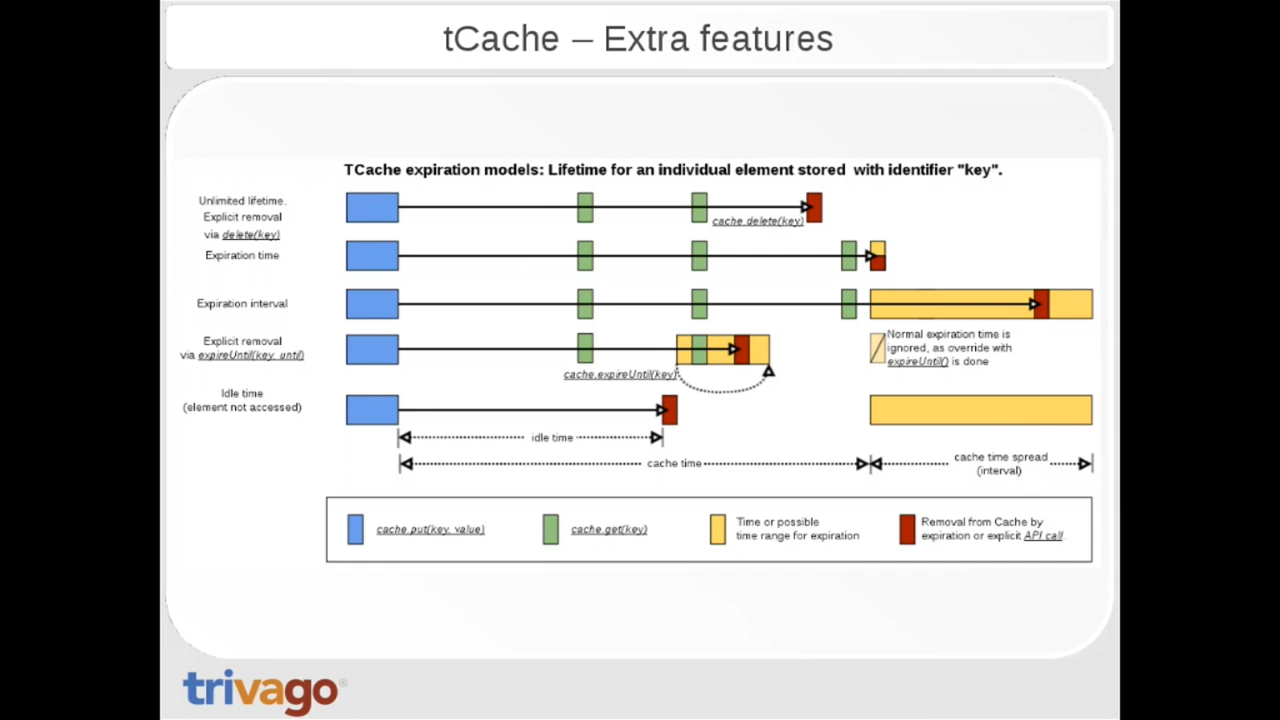 tCache – Extra features
TCache expiration models: Lifetime for an individual element stored with identifier "key".
Unlimited lifetime.
Explicit removal
via delete(key)
cache.delete(key)
Expiration time
Expiration interval
Explicit removal
via expireUntil(key, until)
cache.expireUntil(key)
Normal expiration time is
ignored, as override with
expireUntil() is done
Idle time
(element not accessed)
idle time
cache time
cache time spread
(interval)
cache.put(key, value)
cache.get(key)
Time or possible
time range for expiration
Removal from Cache by
expiration or explicit API call.
trivago®